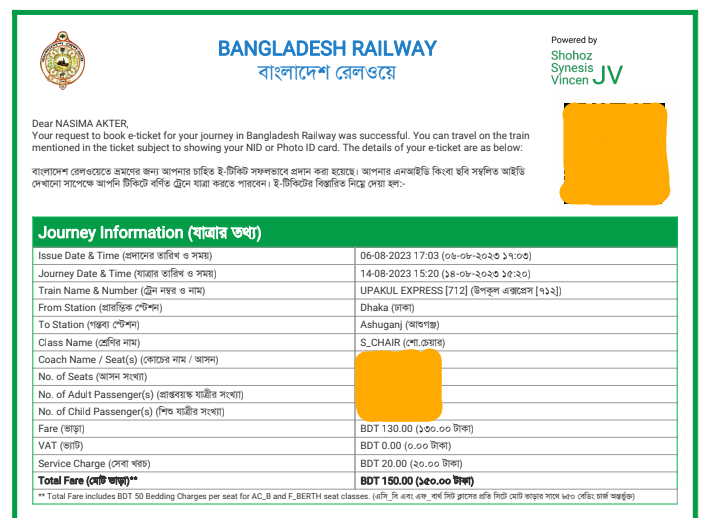 BANGLADESH RAILWAY
বাংলাদেশ রেলওয়ে
Powered by
Shohoz
Synesis
Vincen JV
Dear NASIMA AKTER,
Your request to book e-ticket for your journey in Bangladesh Railway was successful. You can travel on the train
mentioned in the ticket subject to showing your NID or Photo ID card. The details of your e-ticket are as below:
বাংলাদেশ রেলওয়েতে ভ্রমণের জন্য আপনার চাহিত ই-টিকিট সফলভাবে প্রদান করা হয়েছে। আপনার এনআইডি কিংবা ছবি সম্বলিত আইডি
দেখানো সাপেক্ষে আপনি টিকিটে বর্ণিত ট্রেনে যাত্রা করতে পারবেন। ই-টিকিটের বিস্তারিত নিম্নে দেয়া হল:-
Journey Information (যাত্রার তথ্য)
Issue Date & Time (প্রদানের তারিখ ও সময়) 06-08-2023 17:03 (০৬-০৮-২০২৩ ১৭:০৩)
Journey Date & Time (যাত্রার তারিখ ও সময়) 14-08-2023 15:20 (১৪-০৮-২০২৩ ১৫:২০)
Train Name & Number (ট্রেন নম্বর ও নাম) UPAKUL EXPRESS [712] (উপকূল এক্সপ্রেস [৭১২])
From Station (প্রারম্ভিক স্টেশন) Dhaka (ঢাকা)
To Station (গন্তব্য স্টেশন) Ashuganj (আশুগঞ্জ)
Class Name (শ্রেণির নাম) S_CHAIR (শো.চেয়ার)
Coach Name / Seat(s) (কোচের নাম / আসন)
No. of Seats (আসন সংখ্যা)
No. of Adult Passenger(s) (প্রাপ্তবয়স্ক যাত্রীর সংখ্যা)
No. of Child Passenger(s) (শিশু যাত্রীর সংখ্যা)
Fare (ভাড়া) BDT 130.00 (১৩০.০০ টাকা)
VAT (ভ্যাট) BDT 0.00 (০.০০ টাকা)
Service Charge (সেবা খরচ) BDT 20.00 (২০.০০ টাকা)
Total Fare (মোট ভাড়া)** BDT 150.00 (১৫০.০০ টাকা)
** Total Fare includes BDT 50 Bedding Charges per seat for AC_B and F_BERTH seat classes. (এসি_বি এবং এফ_বার্থ সিট ক্লাসের প্রতি সিটে মোট ভাড়ার সাথে ৳৫০ বেডিং চার্জ অন্তর্ভুক্ত)